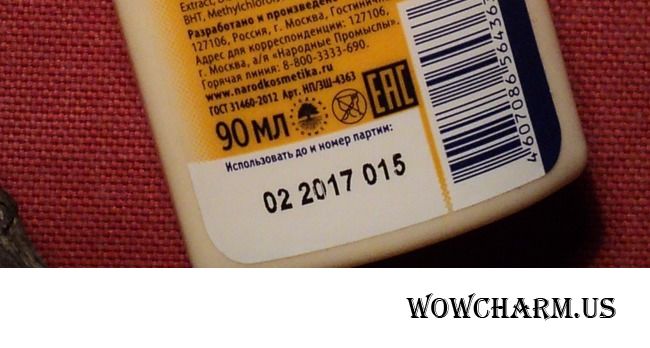 Extract,
BHT, Methylchloro
Разработано и произведено
127106, Россия, г. Москва, Гостиничная
Адрес для корреспонденции: 127106,
г. Москва, а/я «Народные Промыслы».
Горячая линия: 8-800-3333-690.
www.narodkosmetika.ru
ГОСТ 31460-2012 Арт. НП/ЗШ-4363
90 МЛ
EAC
Использовать до и номер партии:
02 2017 015
4607086564363
WOWCHARM.US